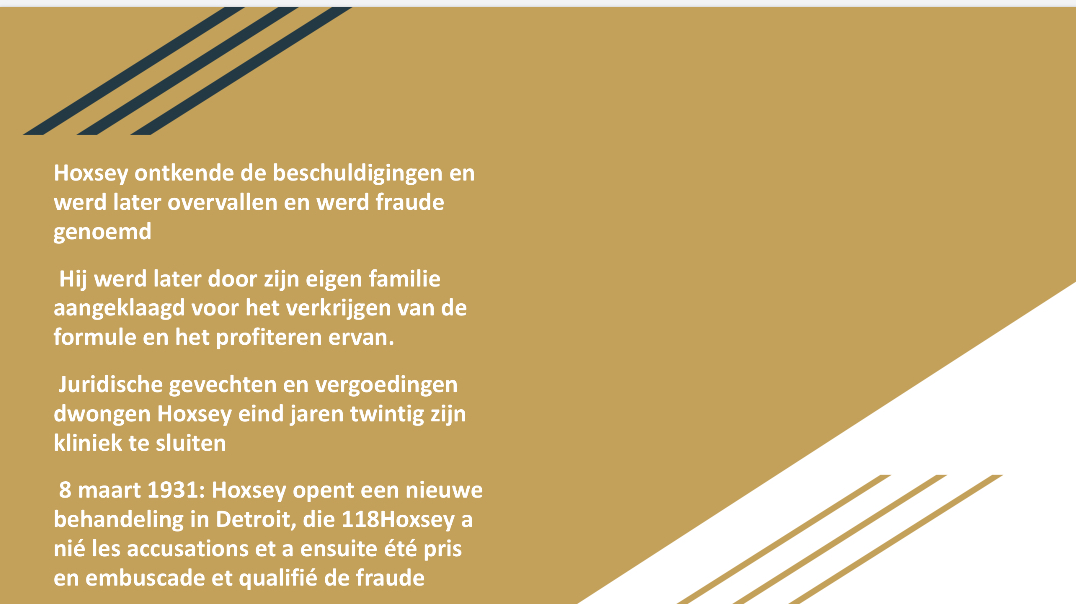 Hoxsey ontkende de beschuldigingen en
werd later overvallen en werd fraude
genoemd
Hij werd later door zijn eigen familie
aangeklaagd voor het verkrijgen van de
formule en het profiteren ervan.
Juridische gevechten en vergoedingen
dwongen Hoxsey eind jaren twintig zijn
kliniek te sluiten
8 maart 1931: Hoxsey opent een nieuwe
behandeling in Detroit, die 118Hoxsey a
nié les accusations et a ensuite été pris
en embuscade et qualifié de fraude